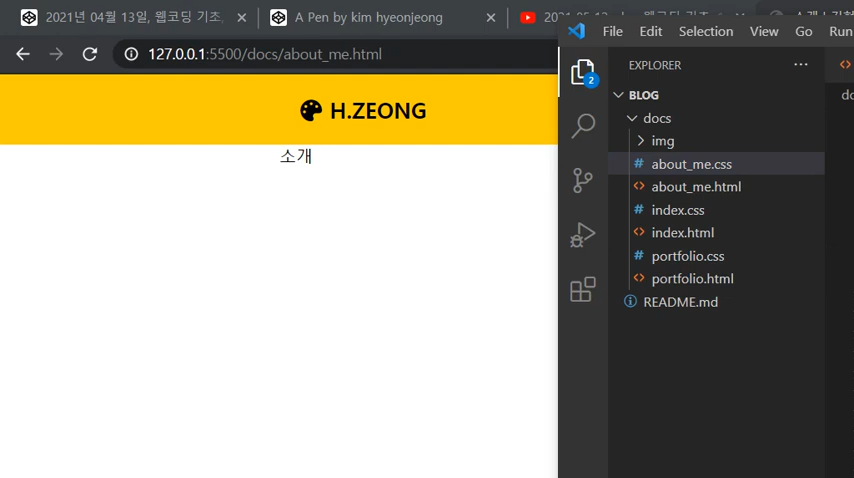 2021년 04월 13일, 웹코딩 기초,
A Pen by kim hyeonjeong
127.0.0.1:5500/docs/about_me.html
H.ZEONG
소개
File Edit Selection View Go Run
EXPLORER ...
2
BLOG
docs
img
# about_me.css
<> about_me.html
# index.css
<> index.html
# portfolio.css
<> portfolio.html
README.md